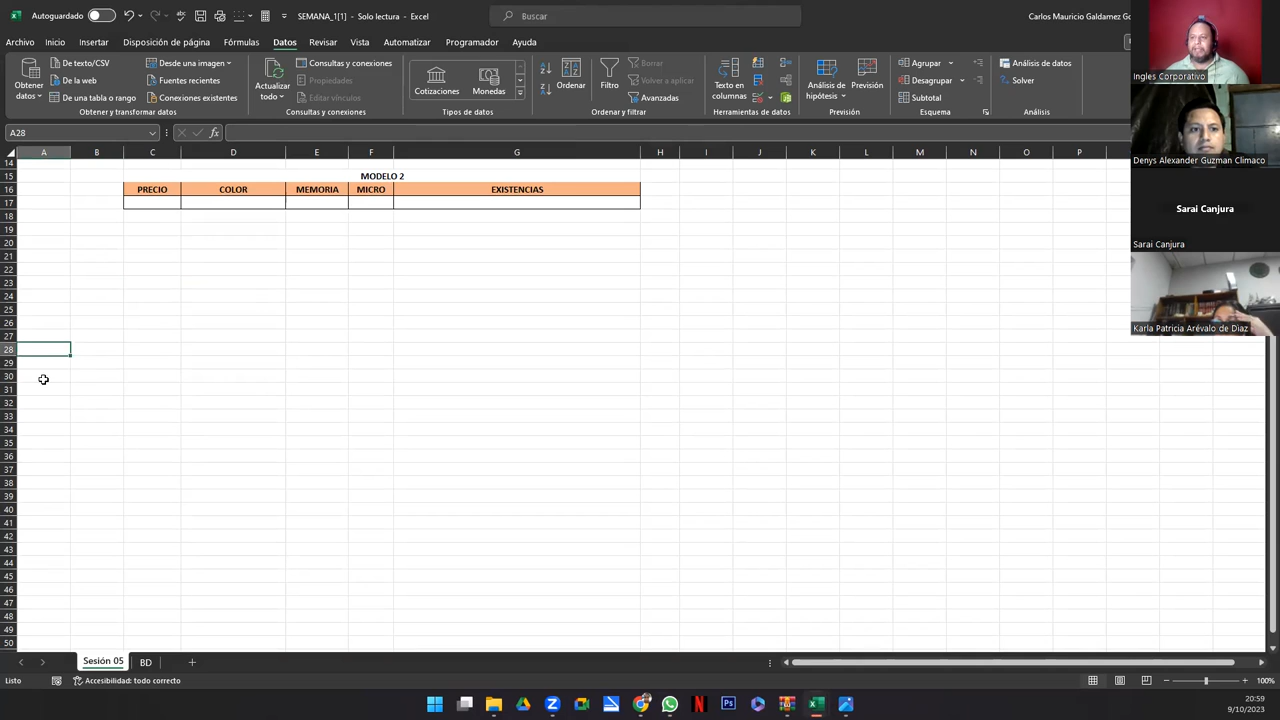 Autoguardado
SEMANA_1[1] - Solo lectura - Excel
Buscar
Carlos Mauricio Galdamez Go
Archivo Inicio Insertar Disposición de página Fórmulas Datos Revisar Vista Automatizar Programador Ayuda
Obtener datos
De texto/CSV
De la web
De una tabla o rango
Desde una imagen
Fuentes recientes
Conexiones existentes
Obtener y transformar datos
Actualizar todo
Consultas y conexiones
Propiedades
Editar vínculos
Consultas y conexiones
Cotizaciones
Monedas
Tipos de datos
Ordenar
Filtro
Borrar
Volver a aplicar
Avanzadas
Ordenar y filtrar
Texto en columnas
Herramientas de datos
Análisis de hipótesis
Previsión
Previsión
Agrupar
Desagrupar
Subtotal
Esquema
Análisis de datos
Solver
Análisis
A28
fx
A B C D E F G H I J K L M N O P
14
15 MODELO 2
16 PRECIO COLOR MEMORIA MICRO EXISTENCIAS
17
18
19
20
21
22
23
24
25
26
27
28
29
30
31
32
33
34
35
36
37
38
39
40
41
42
43
44
45
46
47
48
49
50
Ingles Corporativo
Denys Alexander Guzman Climaco
Sarai Canjura
Sarai Canjura
Karla Patricia Arévalo de Diaz
Sesión 05 BD
Listo
Accesibilidad: todo correcto
100%
20:59
9/10/2023